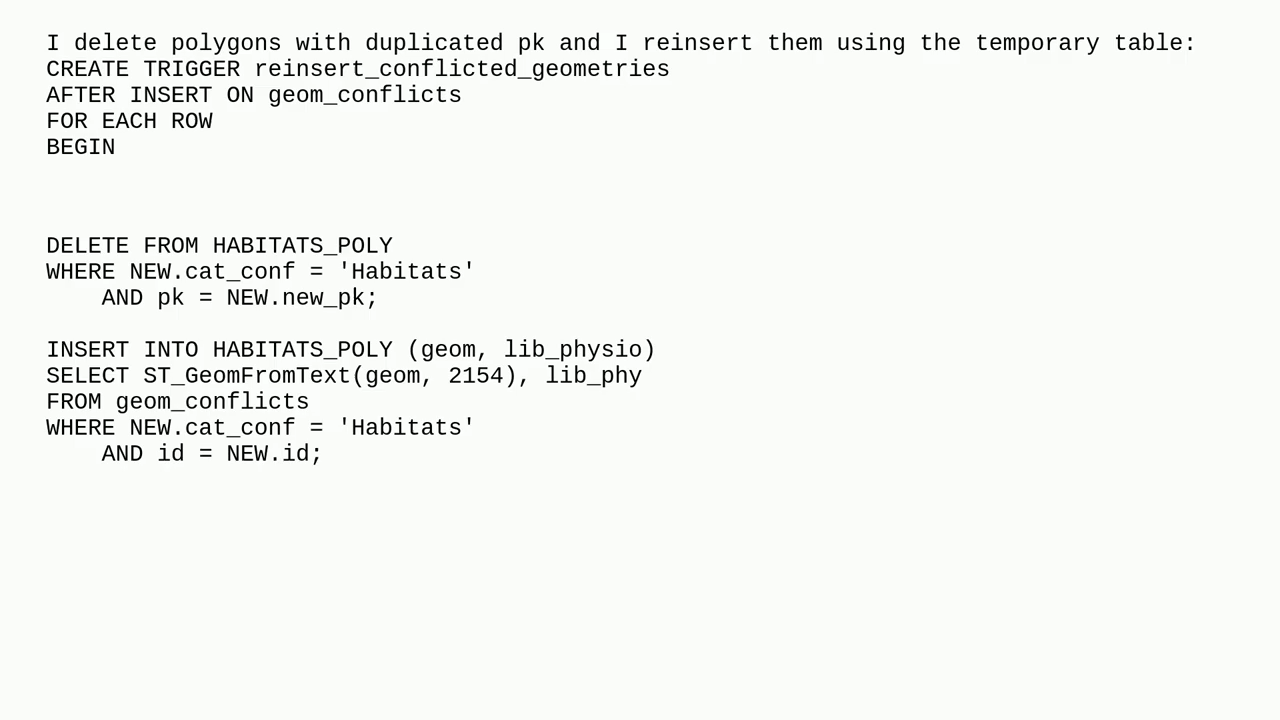 I delete polygons with duplicated pk and I reinsert them using the temporary table:
CREATE TRIGGER reinsert_conflicted_geometries
AFTER INSERT ON geom_conflicts
FOR EACH ROW
BEGIN
DELETE FROM HABITATS_POLY
WHERE NEW.cat_conf = 'Habitats'
    AND pk = NEW.new_pk;
INSERT INTO HABITATS_POLY (geom, lib_physio)
SELECT ST_GeomFromText(geom, 2154), lib_phy
FROM geom_conflicts
WHERE NEW.cat_conf = 'Habitats'
    AND id = NEW.id;